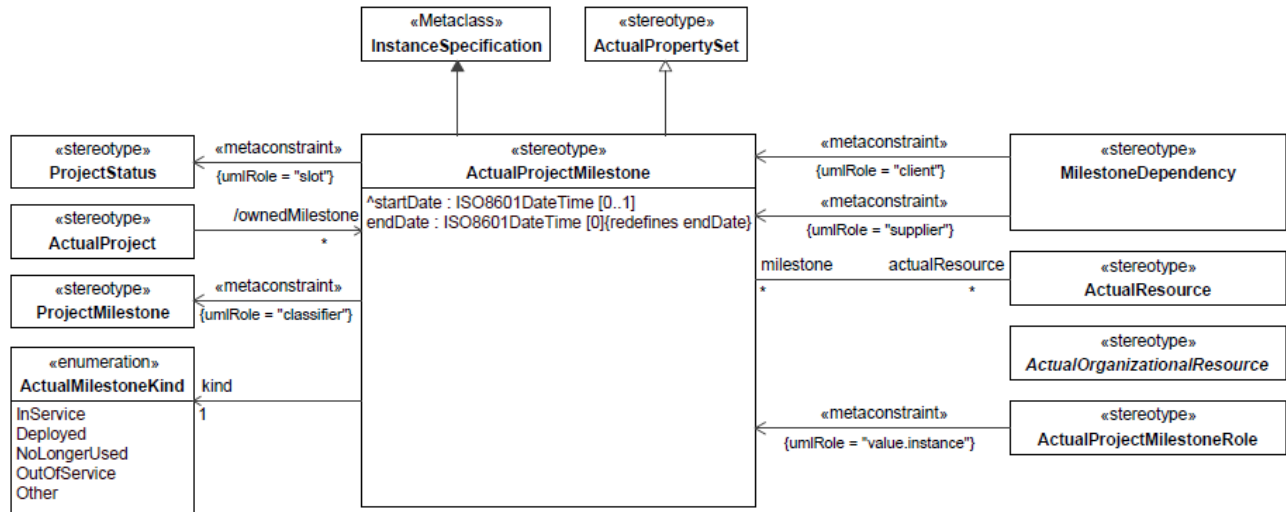 «Metaclass»
InstanceSpecification
«stereotype»
ActualPropertySet
«stereotype»
ProjectStatus
«metaconstraint»
{umlRole = "slot"}
«stereotype»
ActualProject
/ownedMilestone
*
«stereotype»
ProjectMilestone
«metaconstraint»
{umlRole = "classifier"}
«enumeration»
ActualMilestoneKind
InService
Deployed
NoLongerUsed
OutOfService
Other
kind
1
«stereotype»
ActualProjectMilestone
^startDate : ISO8601DateTime [0..1]
endDate : ISO8601DateTime [0]{redefines endDate}
«metaconstraint»
{umlRole = "client"}
«metaconstraint»
{umlRole = "supplier"}
«stereotype»
MilestoneDependency
milestone
*
actualResource
*
«stereotype»
ActualResource
«stereotype»
ActualOrganizationalResource
«metaconstraint»
{umlRole = "value.instance"}
«stereotype»
ActualProjectMilestoneRole